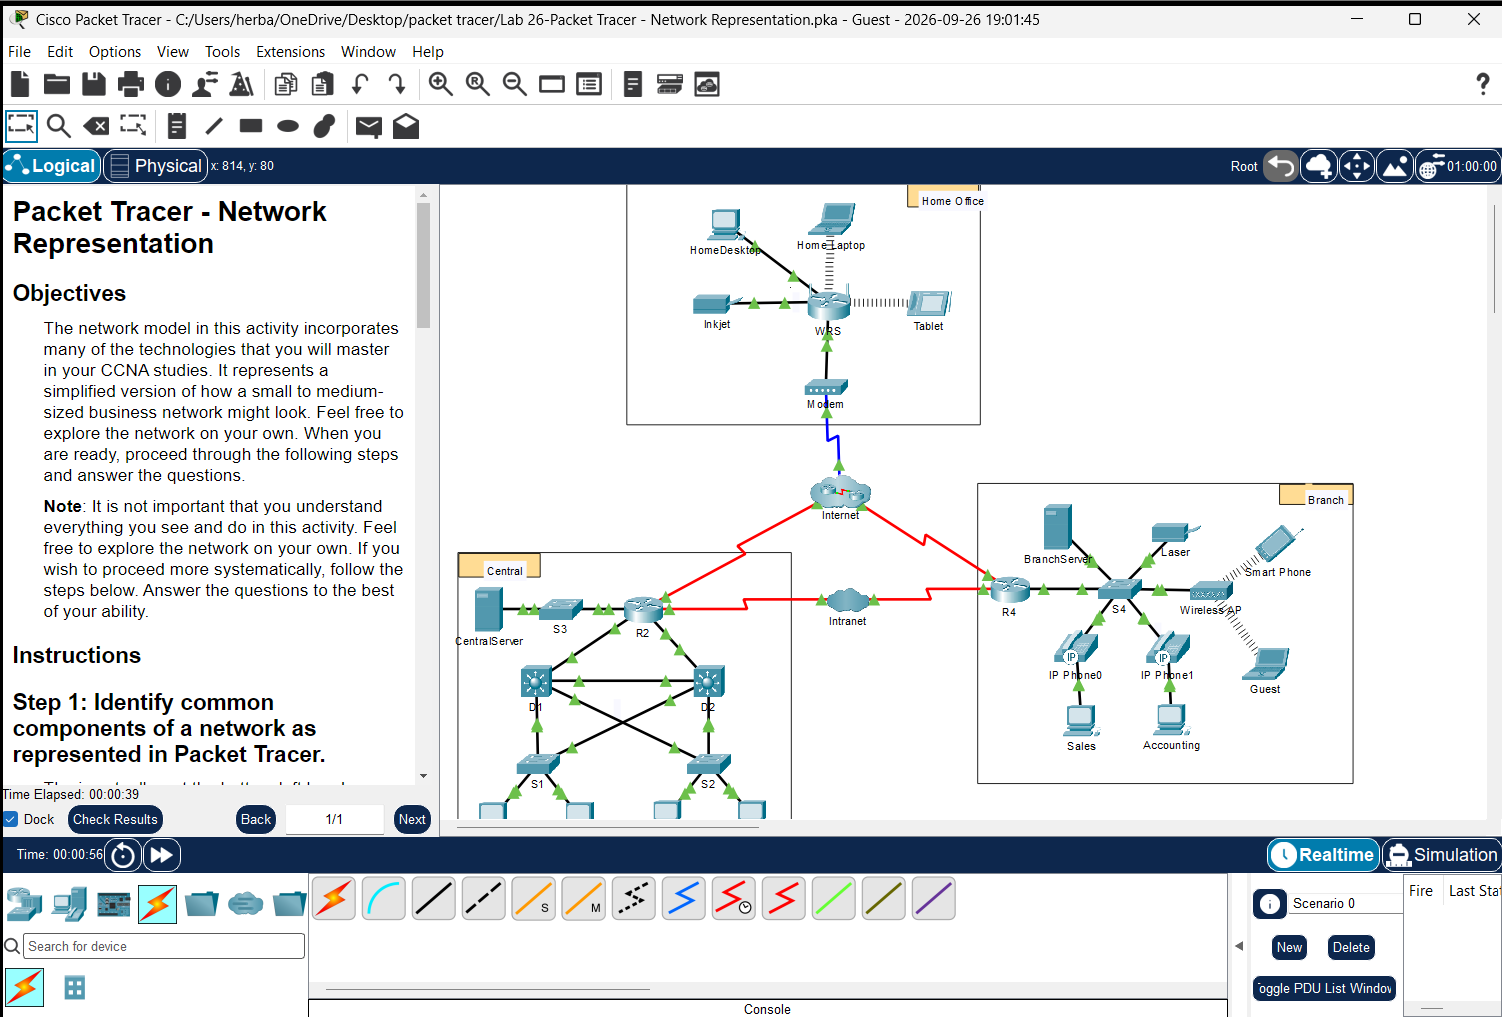 Cisco Packet Tracer - C:/Users/herba/OneDrive/Desktop/packet tracer/Lab 26-Packet Tracer - Network Representation.pka - Guest - 2026-09-26 19:01:45
File Edit Options View Tools Extensions Window Help
Logical Physical x: 814, y: 80 Root 01:00:00
Packet Tracer - Network
Representation
Objectives
The network model in this activity incorporates
many of the technologies that you will master
in your CCNA studies. It represents a
simplified version of how a small to medium-
sized business network might look. Feel free to
explore the network on your own. When you
are ready, proceed through the following steps
and answer the questions.
Note: It is not important that you understand
everything you see and do in this activity. Feel
free to explore the network on your own. If you
wish to proceed more systematically, follow the
steps below. Answer the questions to the best
of your ability.
Instructions
Step 1: Identify common
components of a network as
represented in Packet Tracer.
Time Elapsed: 00:00:39
Dock Check Results Back 1/1 Next
Home Office
HomeDesktop
Home Laptop
Inkjet
WRS
Tablet
Modem
Internet
Central
CentralServer
S3
R2
Intranet
D1
D2
S1
S2
Branch
BranchServer
Laser
Smart Phone
R4
S4
Wireless AP
IP
IP Phone0
IP
IP Phone1
Guest
Sales
Accounting
Time: 00:00:56 Realtime Simulation
S
M
Search for device
Console
Scenario 0
New Delete
oggle PDU List Window
Fire Last Stat